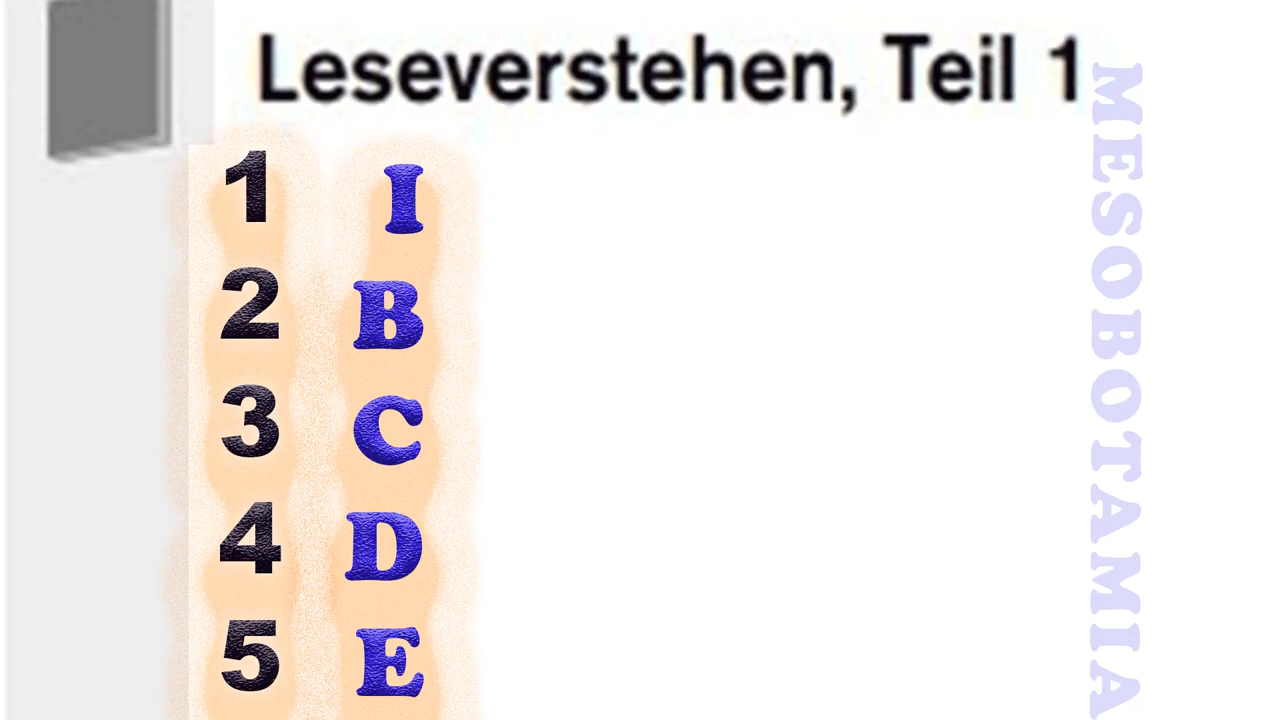 Leseverstehen, Teil 1
1 I
2 B
3 C
4 D
5 E
MESOBOTAMIA